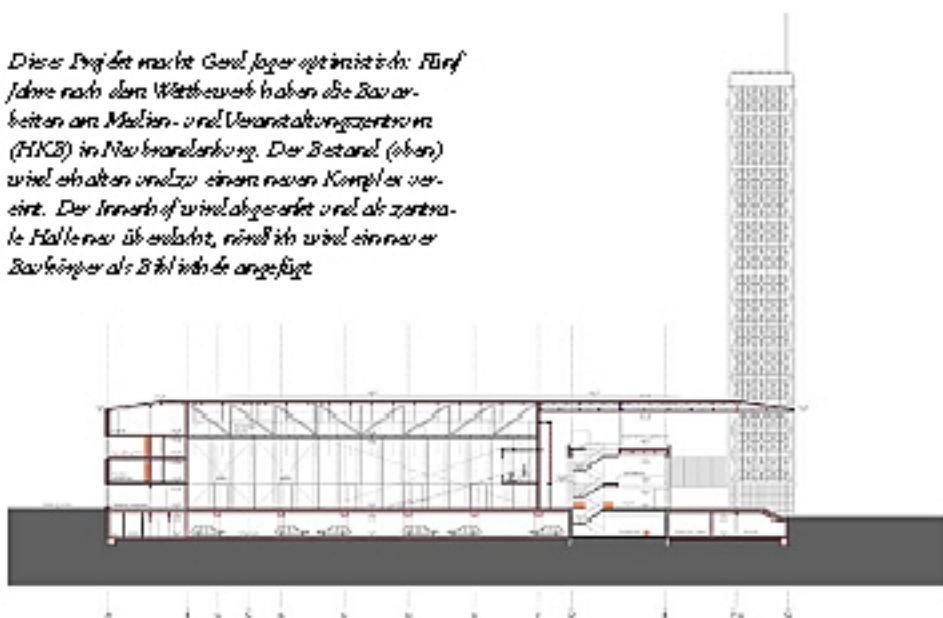 Dieses Projekt macht Gerd Jäger optimistisch: Fünf
Jahre nach dem Wettbewerb haben die Bauar-
beiten am Medien- und Veranstaltungszentrum
(HKB) in Neubrandenburg. Der Bestand (oben)
wird erhalten und zu einem neuen Komplex ver-
eint. Der Innenhof wird abgesenkt und als zentra-
le Halle neu überdacht, nördlich wird ein neuer
Baukörper als Bibliothek angefügt